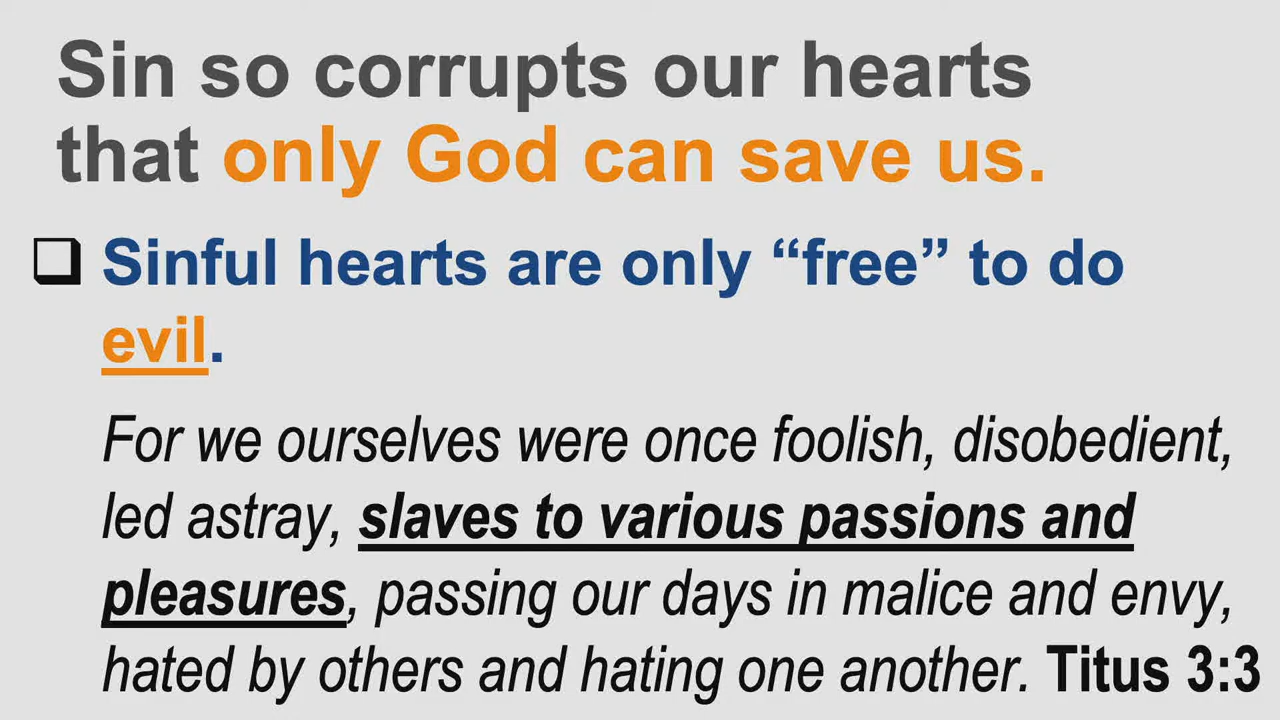 Sin so corrupts our hearts
that only God can save us.
❑ Sinful hearts are only “free” to do
evil.
For we ourselves were once foolish, disobedient,
led astray, slaves to various passions and
pleasures, passing our days in malice and envy,
hated by others and hating one another. Titus 3:3